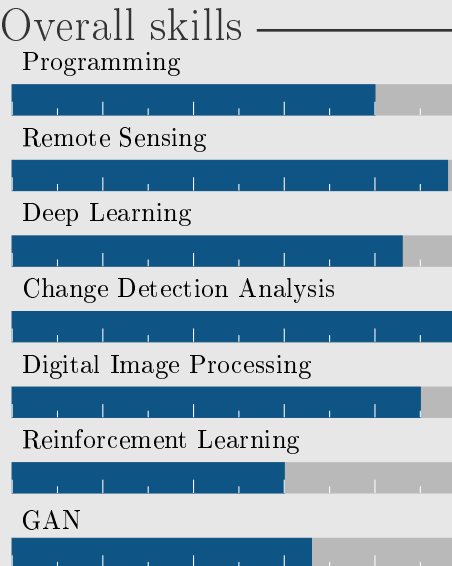 Overall skills
Programming
Remote Sensing
Deep Learning
Change Detection Analysis
Digital Image Processing
Reinforcement Learning
GAN